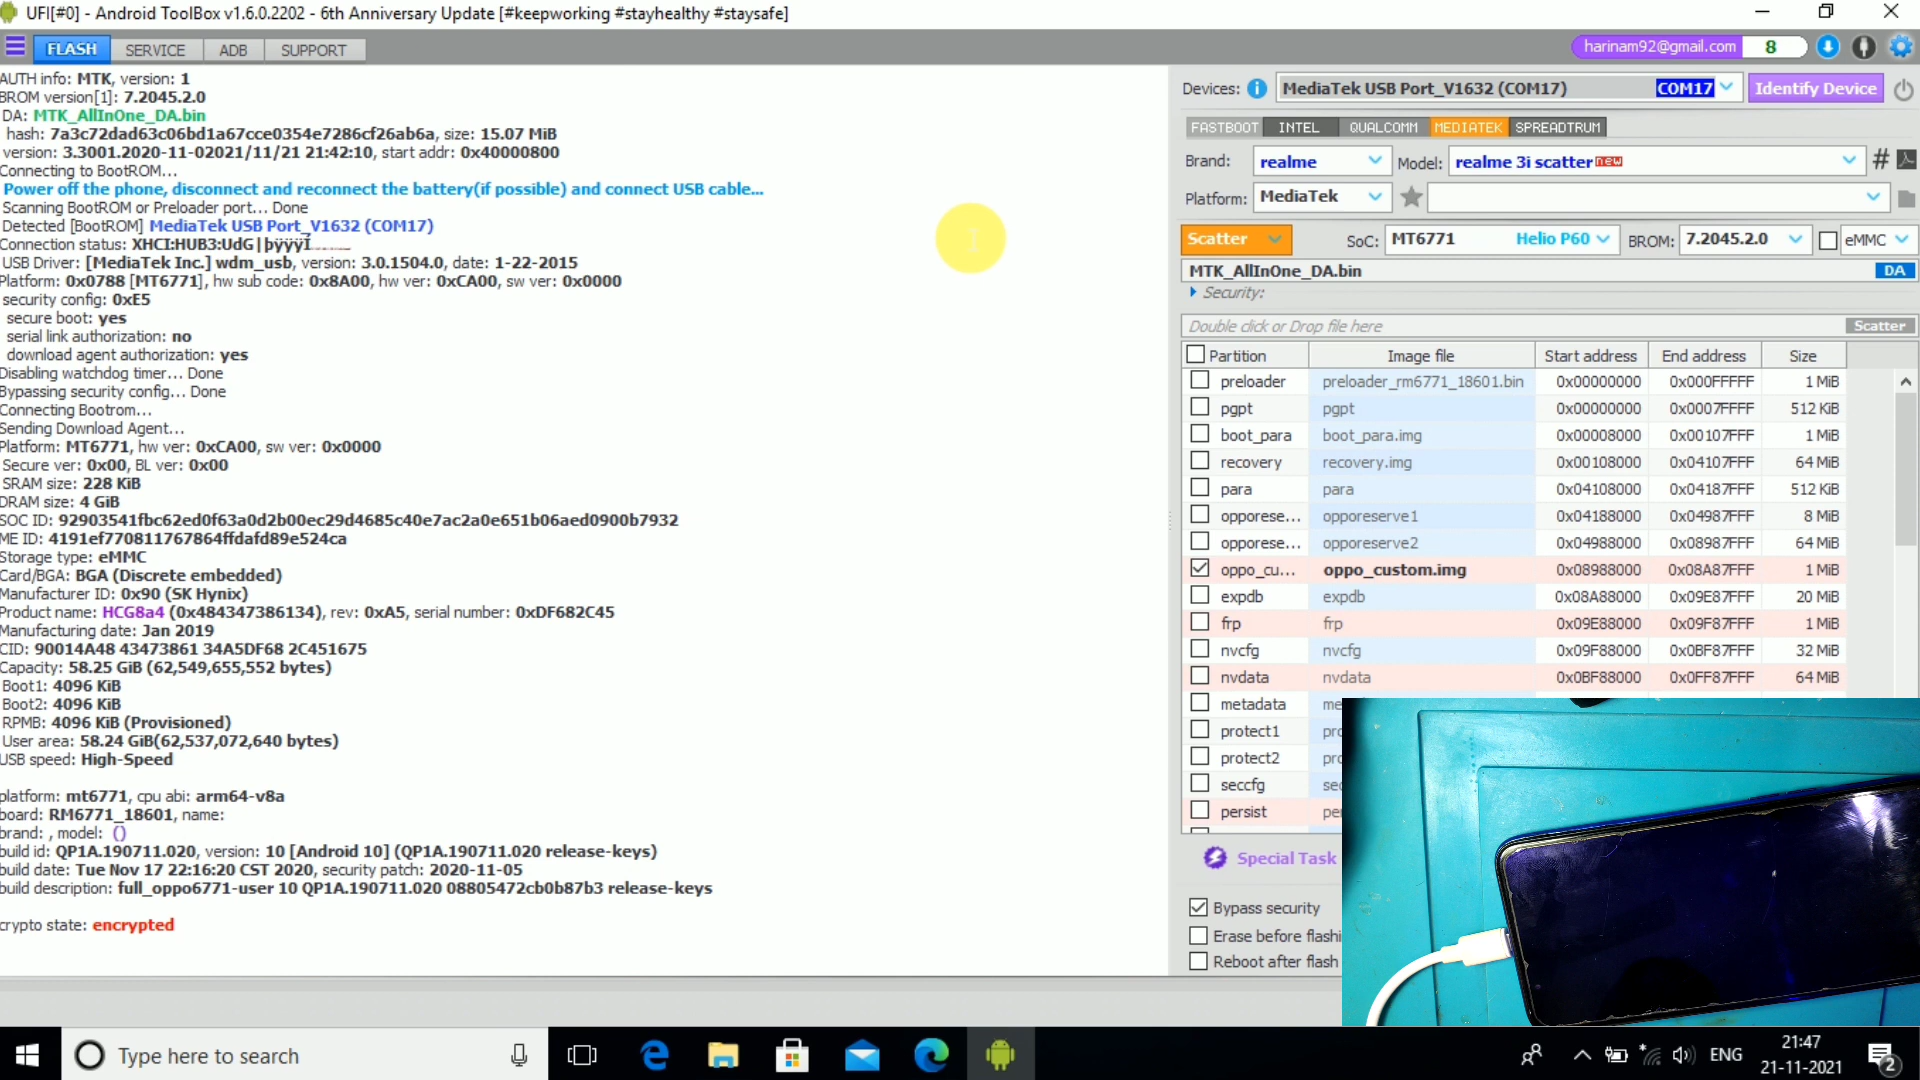 UFI[#0] - Android ToolBox v1.6.0.2202 - 6th Anniversary Update [#keepworking #stayhealthy #staysafe]
FLASH SERVICE ADB SUPPORT
harinam92@gmail.com 8
AUTH info: MTK, version: 1
BROM version[1]: 7.2045.2.0
DA: MTK_AllInOne_DA.bin
hash: 7a3c72dad63c06bd1a67cce0354e7286cf26ab6a, size: 15.07 MiB
version: 3.3001.2020-11-02021/11/21 21:42:10, start addr: 0x40000800
Connecting to BootROM...
Power off the phone, disconnect and reconnect the battery(if possible) and connect USB cable...
Scanning BootROM or Preloader port... Done
Detected [BootROM] MediaTek USB Port_V1632 (COM17)
Connection status: XHCI:HUB3:UdG|þÿÿÿÏ
USB Driver: [MediaTek Inc.] wdm_usb, version: 3.0.1504.0, date: 1-22-2015
Platform: 0x0788 [MT6771], hw sub code: 0x8A00, hw ver: 0xCA00, sw ver: 0x0000
security config: 0xE5
secure boot: yes
serial link authorization: no
download agent authorization: yes
Disabling watchdog timer... Done
Bypassing security config... Done
Connecting Bootrom...
Sending Download Agent...
Platform: MT6771, hw ver: 0xCA00, sw ver: 0x0000
Secure ver: 0x00, BL ver: 0x00
SRAM size: 228 KiB
DRAM size: 4 GiB
SOC ID: 92903541fbc62ed0f63a0d2b00ec29d4685c40e7ac2a0e651b06aed0900b7932
ME ID: 4191ef770811767864ffdafd89e524ca
Storage type: eMMC
Card/BGA: BGA (Discrete embedded)
Manufacturer ID: 0x90 (SK Hynix)
Product name: HCG8a4 (0x484347386134), rev: 0xA5, serial number: 0xDF682C45
Manufacturing date: Jan 2019
CID: 90014A48 43473861 34A5DF68 2C451675
Capacity: 58.25 GiB (62,549,655,552 bytes)
Boot1: 4096 KiB
Boot2: 4096 KiB
RPMB: 4096 KiB (Provisioned)
User area: 58.24 GiB(62,537,072,640 bytes)
USB speed: High-Speed
platform: mt6771, cpu abi: arm64-v8a
board: RM6771_18601, name:
brand: , model: ()
build id: QP1A.190711.020, version: 10 [Android 10] (QP1A.190711.020 release-keys)
build date: Tue Nov 17 22:16:20 CST 2020, security patch: 2020-11-05
build description: full_oppo6771-user 10 QP1A.190711.020 08805472cb0b87b3 release-keys
crypto state: encrypted
Devices: MediaTek USB Port_V1632 (COM17) COM17 Identify Device
FASTBOOT INTEL QUALCOMM MEDIATEK SPREADTRUM
Brand: realme Model: realme 3i scatter new #
Platform: MediaTek
Scatter SoC: MT6771 Helio P60 BROM: 7.2045.2.0 eMMC
MTK_AllInOne_DA.bin DA
Security:
Double click or Drop file here Scatter
Partition Image file Start address End address Size
preloader preloader_rm6771_18601.bin 0x00000000 0x000FFFFF 1 MiB
pgpt pgpt 0x00000000 0x0007FFFF 512 KiB
boot_para boot_para.img 0x00008000 0x00107FFF 1 MiB
recovery recovery.img 0x00108000 0x04107FFF 64 MiB
para para 0x04108000 0x04187FFF 512 KiB
opporese... opporeserve1 0x04188000 0x04987FFF 8 MiB
opporese... opporeserve2 0x04988000 0x08987FFF 64 MiB
oppo_cu... oppo_custom.img 0x08988000 0x08A87FFF 1 MiB
expdb expdb 0x08A88000 0x09E87FFF 20 MiB
frp frp 0x09E88000 0x09F87FFF 1 MiB
nvcfg nvcfg 0x09F88000 0x0BF87FFF 32 MiB
nvdata nvdata 0x0BF88000 0x0FF87FFF 64 MiB
metadata me
protect1 pro
protect2 pro
seccfg sec
persist per
Special Task
Bypass security
Erase before flashi
Reboot after flash
Type here to search
ENG 21:47
21-11-2021 2